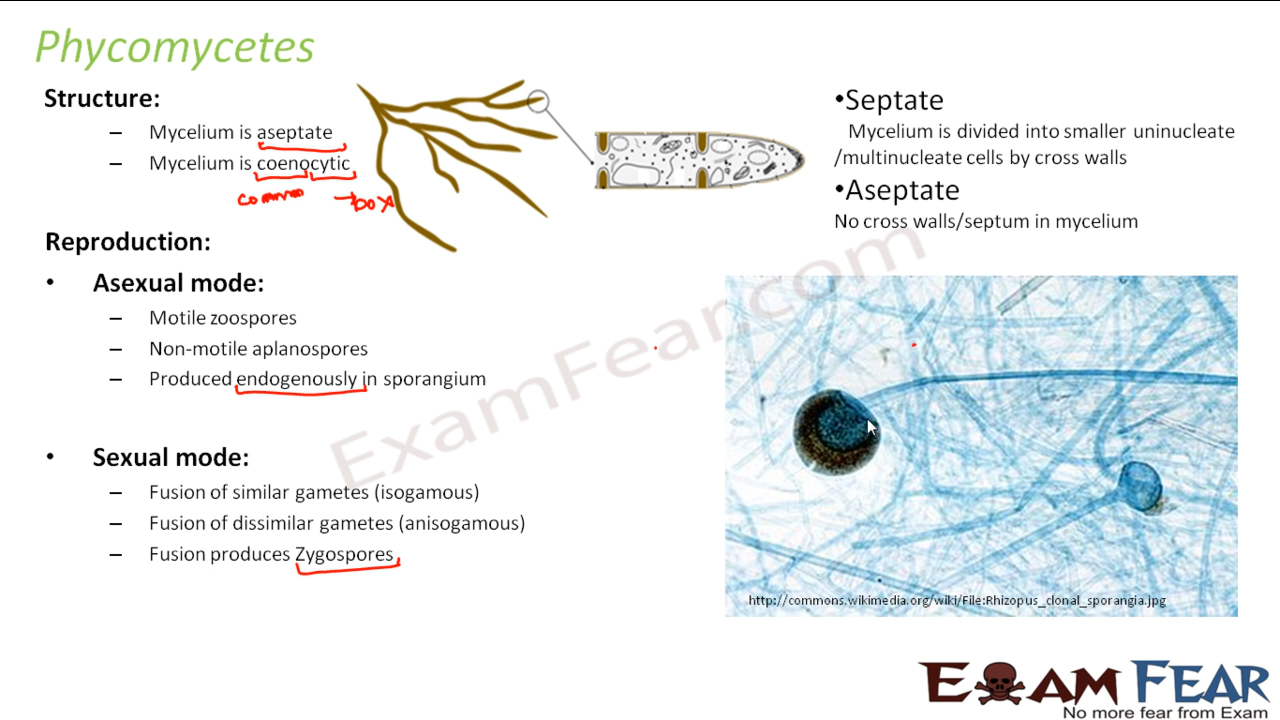 Phycomycetes
Structure:
– Mycelium is aseptate
– Mycelium is coenocytic
common → box
Reproduction:
• Asexual mode:
– Motile zoospores
– Non-motile aplanospores
– Produced endogenously in sporangium
• Sexual mode:
– Fusion of similar gametes (isogamous)
– Fusion of dissimilar gametes (anisogamous)
– Fusion produces Zygospores
•Septate
Mycelium is divided into smaller uninucleate
/multinucleate cells by cross walls
•Aseptate
No cross walls/septum in mycelium
ExamFear.com
http://commons.wikimedia.org/wiki/File:Rhizopus_clonal_sporangia.jpg
EXAM FEAR
No more fear from Exam